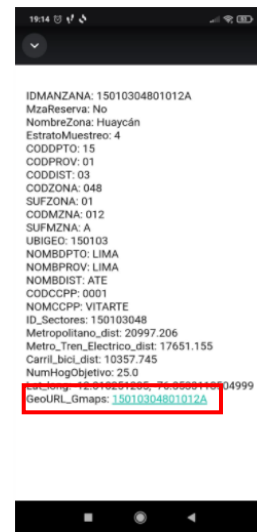 19:14
IDMANZANA: 15010304801012A
MzaReserva: No
NombreZona: Huaycán
EstratoMuestreo: 4
CODDPTO: 15
CODPROV: 01
CODDIST: 03
CODZONA: 048
SUFZONA: 01
CODMZNA: 012
SUFMZNA: A
UBIGEO: 150103
NOMBDPTO: LIMA
NOMBPROV: LIMA
NOMBDIST: ATE
CODCCPP: 0001
NOMCCPP: VITARTE
ID_Sectores: 150103048
Metropolitano_dist: 20997.206
Metro_Tren_Electrico_dist: 17651.155
Carril_bici_dist: 10357.745
NumHogObjetivo: 25.0
Lat_long:
GeoURL_Gmaps: 15010304801012A